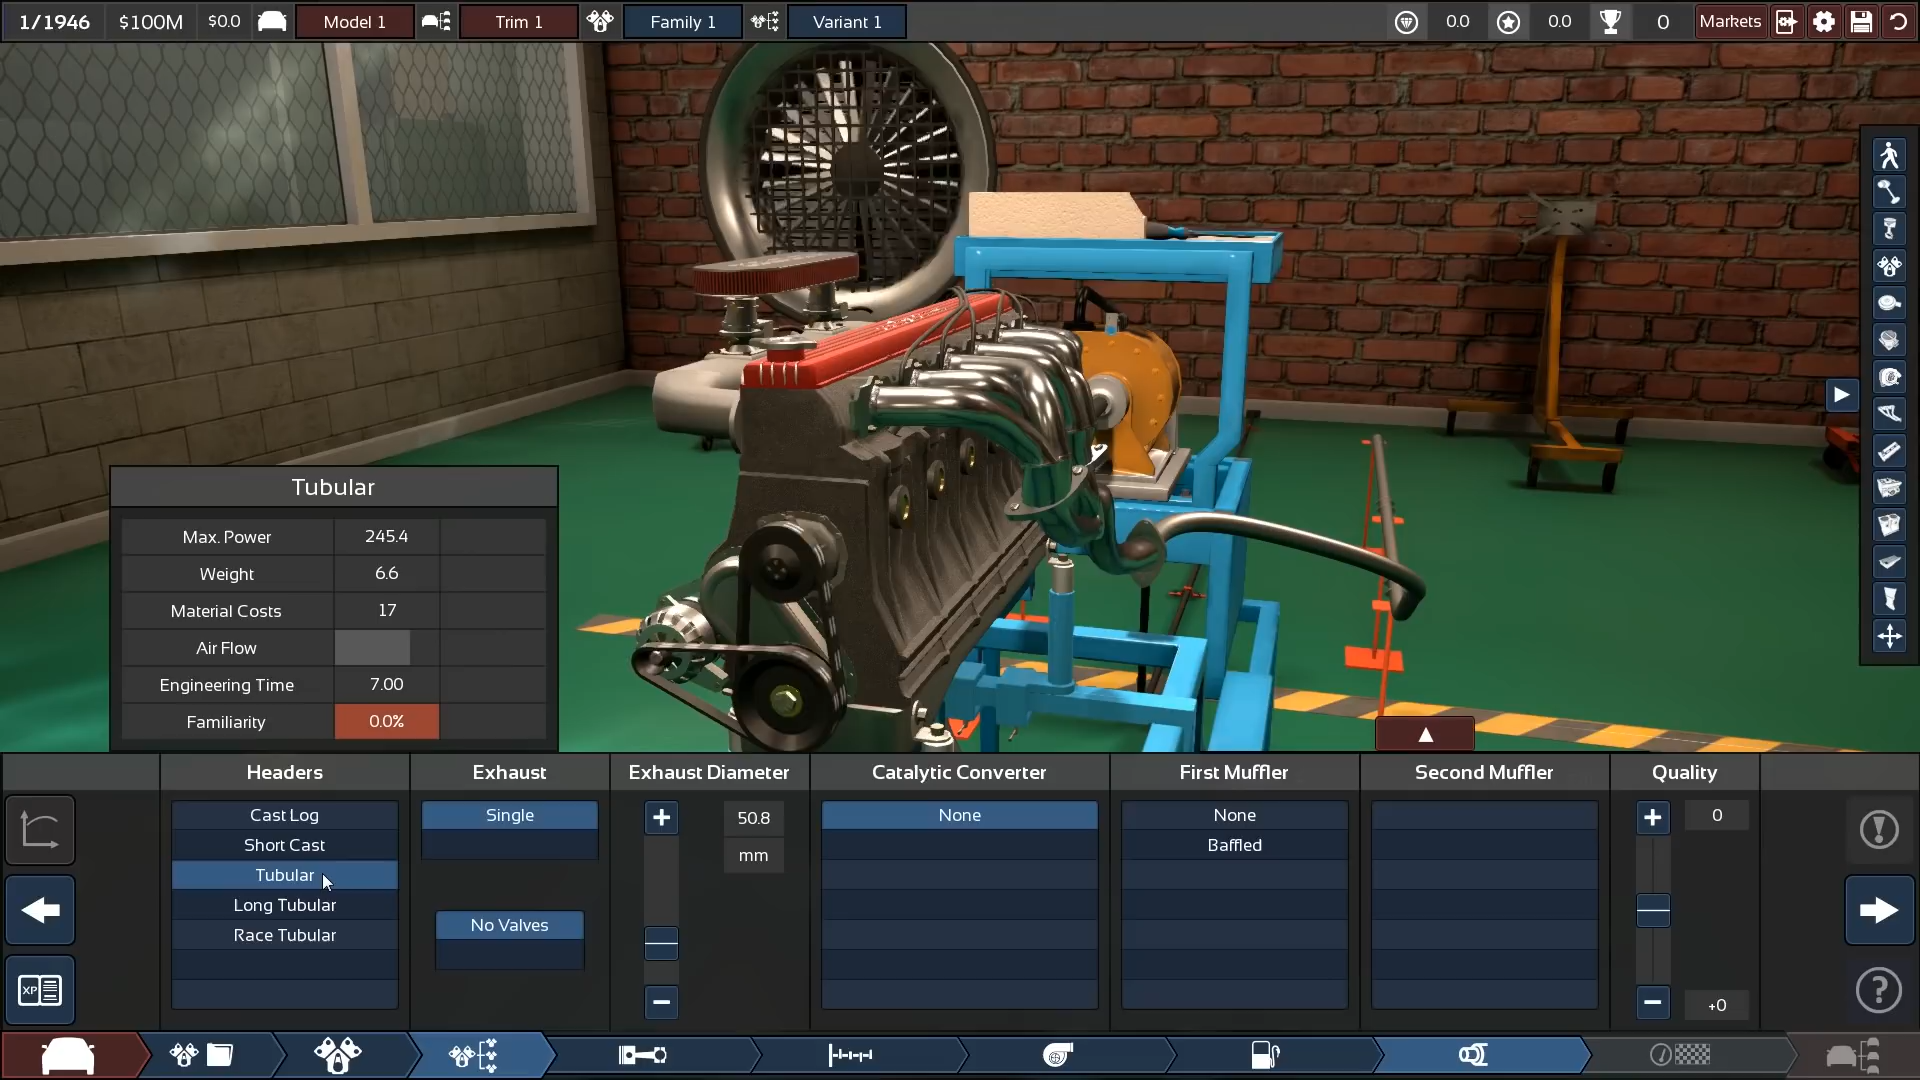 1/1946 $100M $0.0 Model 1 Trim 1 Family 1 Variant 1 0.0 0.0 0 Markets
Tubular
Max. Power 245.4
Weight 6.6
Material Costs 17
Air Flow
Engineering Time 7.00
Familiarity 0.0%
Headers Exhaust Exhaust Diameter Catalytic Converter First Muffler Second Muffler Quality
Cast Log
Short Cast
Tubular
Long Tubular
Race Tubular
Single
No Valves
50.8
mm
None
None
Baffled
0
+0
XP